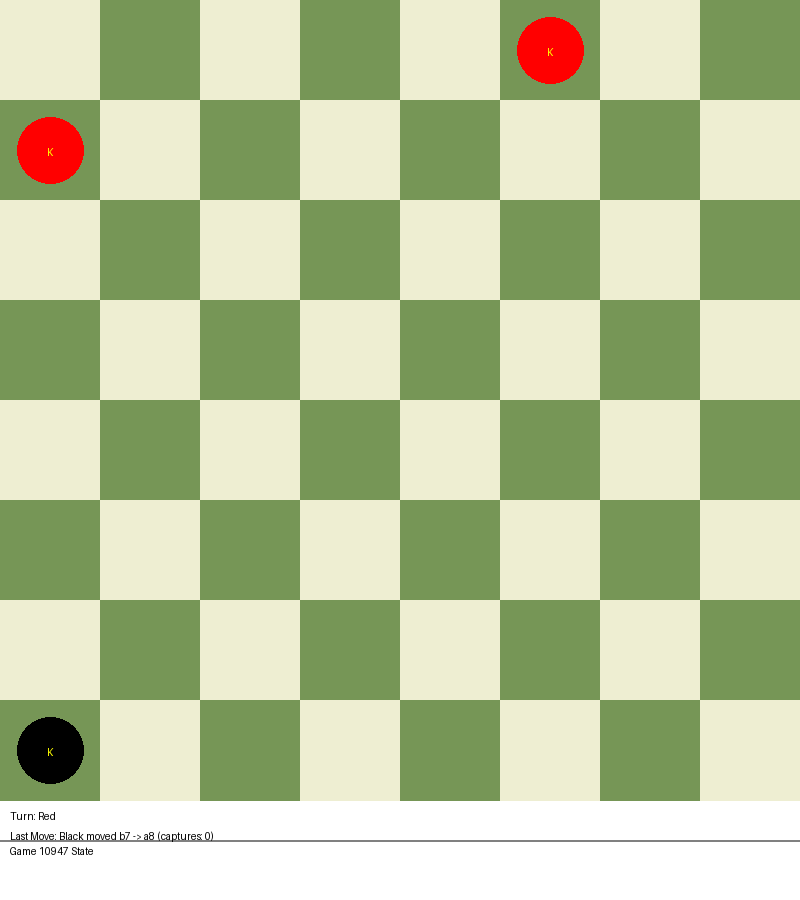 K
K
K
Turn: Red
Last Move: Black moved b7 -> a8 (captures: 0)
Game 10947 State